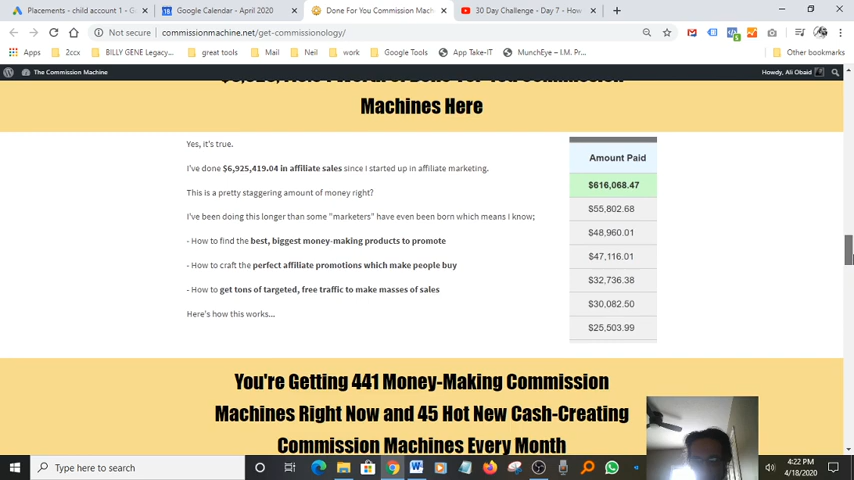 Placements - child account 1 - G
Google Calendar - April 2020
Done For You Commission Mach
30 Day Challenge - Day 7 - How
Not secure | commissionmachine.net/get-commissionology/
Apps
2ccx
BILLY GENE Legacy...
great tools
Mail
Neil
work
Google Tools
App Take-IT
MunchEye – I.M. Pr...
Other bookmarks
The Commission Machine
Howdy, Ali Obaid
Machines Here
Yes, it's true.
I've done $6,925,419.04 in affiliate sales since I started up in affiliate marketing.
This is a pretty staggering amount of money right?
I've been doing this longer than some "marketers" have even been born which means I know;
- How to find the best, biggest money-making products to promote
- How to craft the perfect affiliate promotions which make people buy
- How to get tons of targeted, free traffic to make masses of sales
Here's how this works...
Amount Paid
$616,068.47
$55,802.68
$48,960.01
$47,116.01
$32,736.38
$30,082.50
$25,503.99
You're Getting 441 Money-Making Commission
Machines Right Now and 45 Hot New Cash-Creating
Commission Machines Every Month
Type here to search
4:22 PM
4/18/2020